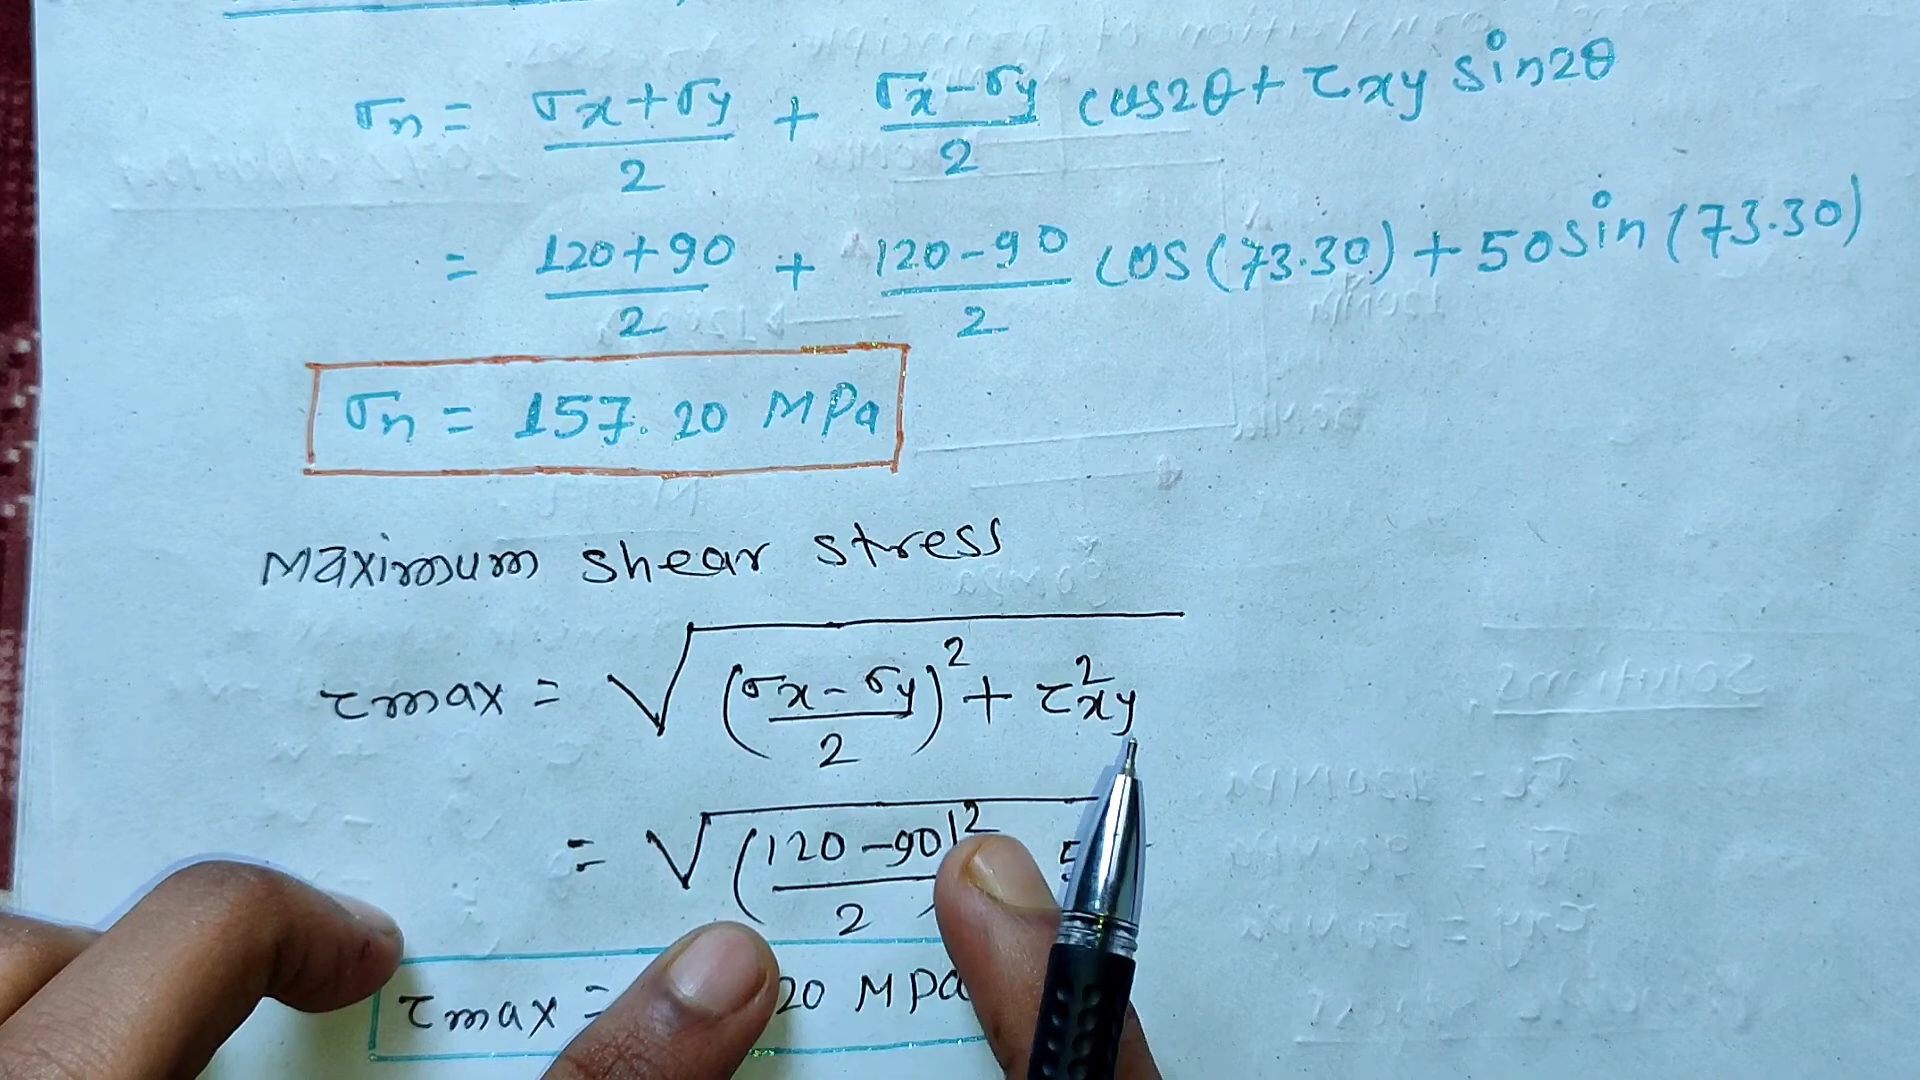 σn = σx+σy/2 + σx-σy/2 cos2θ + τxy sin2θ
= 120+90/2 + 120-90/2 cos(73.30) + 50sin(73.30)
σn = 157.20 MPa
Maximum shear stress
τmax = √(σx-σy/2)² + τ²xy
= √(120-90/2)² 5
τmax = 20 MPa